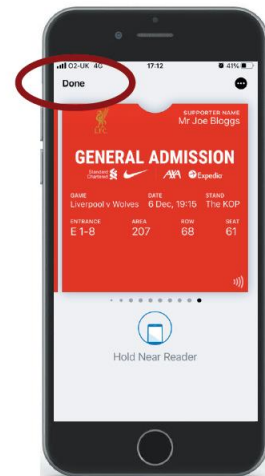 O2-UK 4G 17:12 41%
Done
LFC
SUPPORTER NAME
Mr Joe Bloggs
GENERAL ADMISSION
Standard Chartered AXA Expedia
GAME DATE STAND
Liverpool v Wolves 6 Dec, 19:15 The KOP
ENTRANCE AREA ROW SEAT
E 1-8 207 68 61
Hold Near Reader